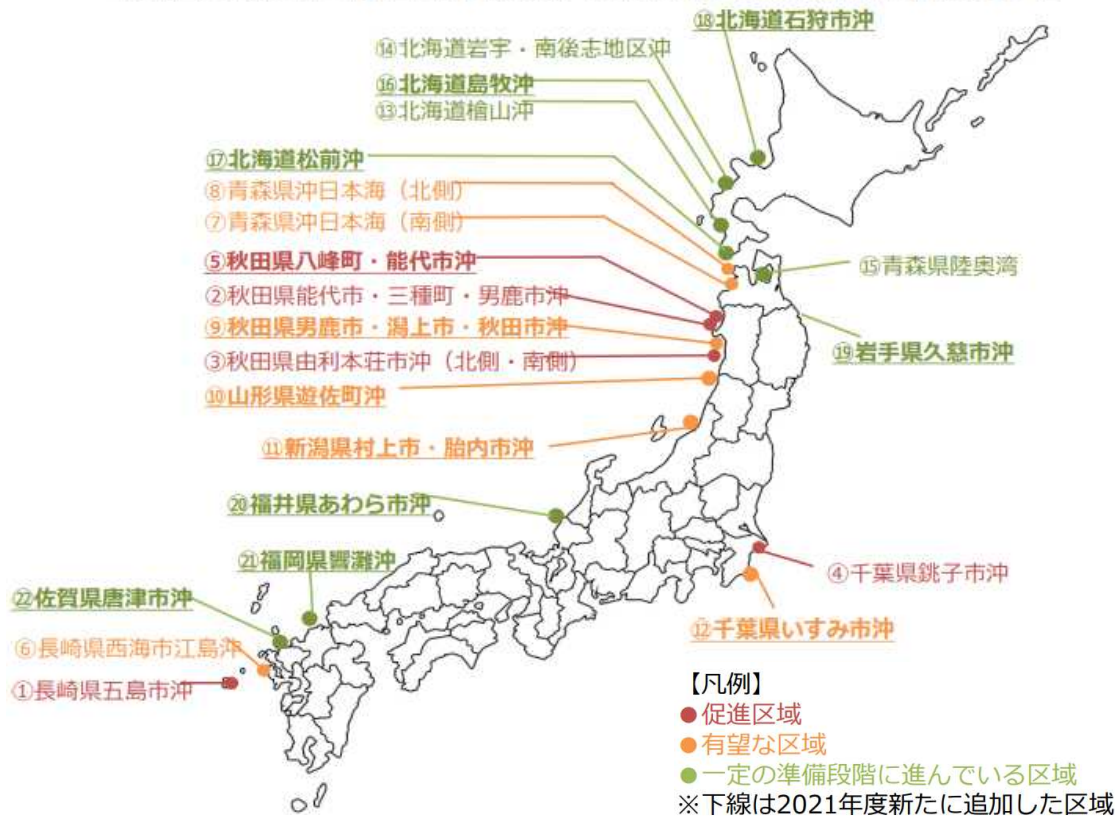 ⑱北海道石狩市沖
⑭北海道岩宇・南後志地区沖
⑯北海道島牧沖
⑬北海道檜山沖
⑰北海道松前沖
⑧青森県沖日本海（北側）
⑦青森県沖日本海（南側）
⑤秋田県八峰町・能代市沖
⑮青森県陸奥湾
②秋田県能代市・三種町・男鹿市沖
⑨秋田県男鹿市・潟上市・秋田市沖
⑲岩手県久慈市沖
③秋田県由利本荘市沖（北側・南側）
⑩山形県遊佐町沖
⑪新潟県村上市・胎内市沖
⑳福井県あわら市沖
㉑福岡県響灘沖
④千葉県銚子市沖
㉒佐賀県唐津市沖
⑫千葉県いすみ市沖
⑥長崎県西海市江島沖
①長崎県五島市沖
【凡例】
●促進区域
●有望な区域
●一定の準備段階に進んでいる区域
※下線は2021年度新たに追加した区域